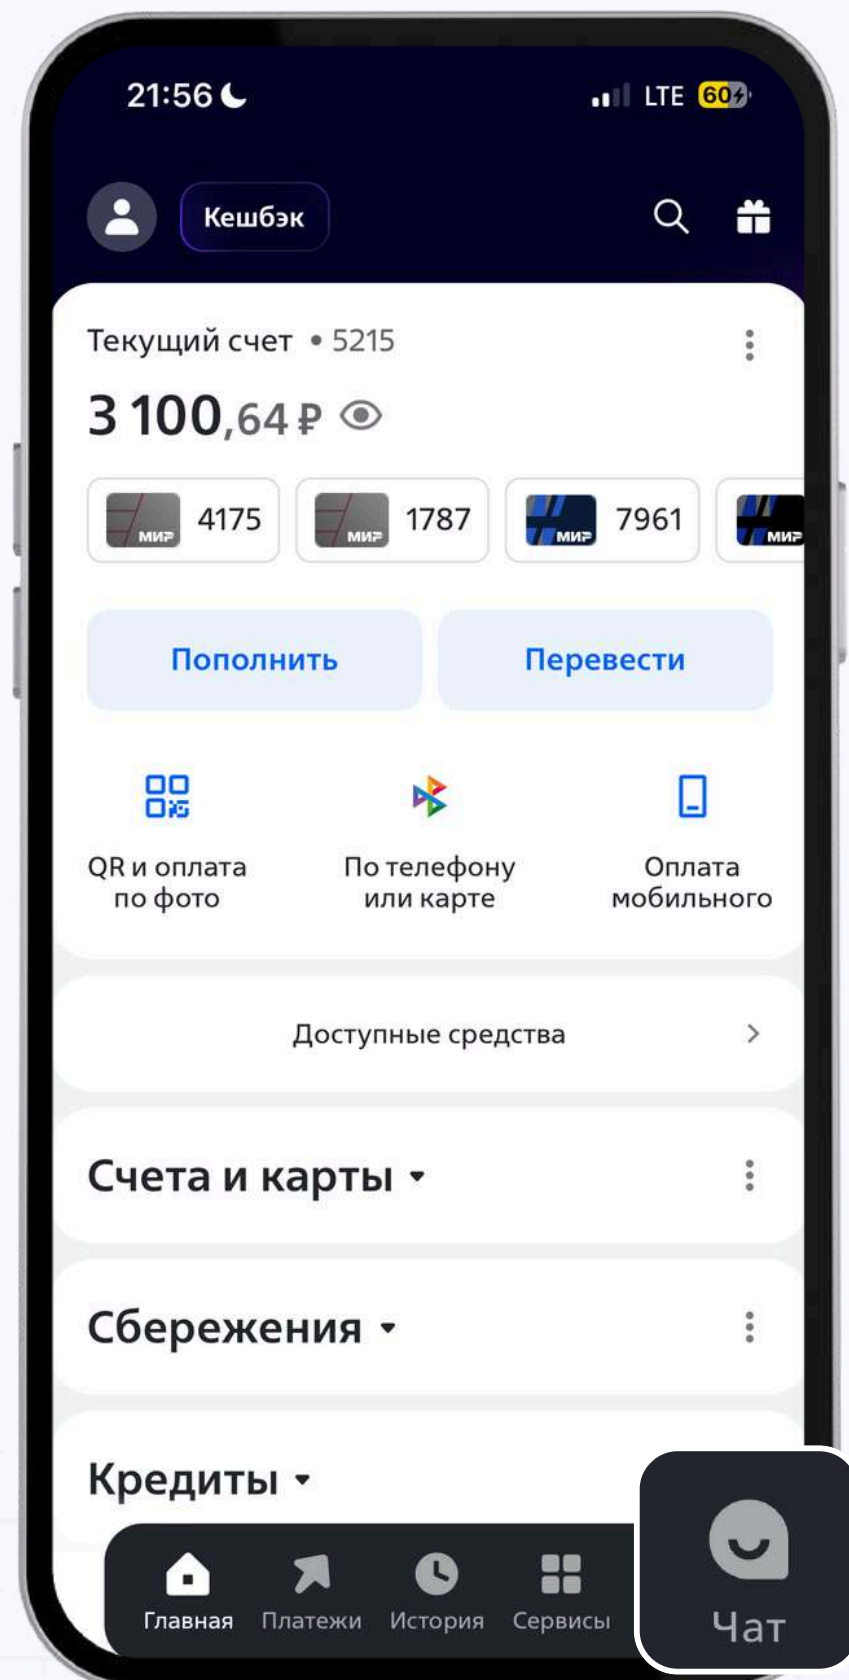 21:56 LTE 60
Кешбэк
Текущий счет • 5215
3 100,64 ₽
МИР 4175 МИР 1787 МИР 7961 МИР
Пополнить Перевести
QR и оплата
по фото
По телефону
или карте
Оплата
мобильного
Доступные средства
Счета и карты
Сбережения
Кредиты
Главная Платежи История Сервисы Чат